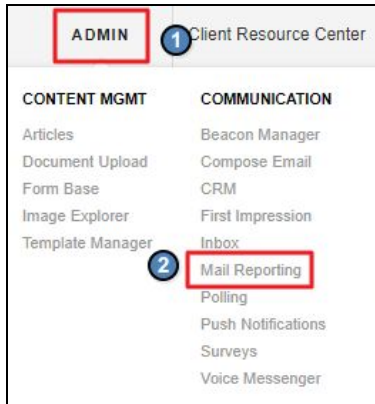 ADMIN 1 Client Resource Center
CONTENT MGMT
Articles
Document Upload
Form Base
Image Explorer
Template Manager
COMMUNICATION
Beacon Manager
Compose Email
CRM
First Impression
Inbox
2 Mail Reporting
Polling
Push Notifications
Surveys
Voice Messenger